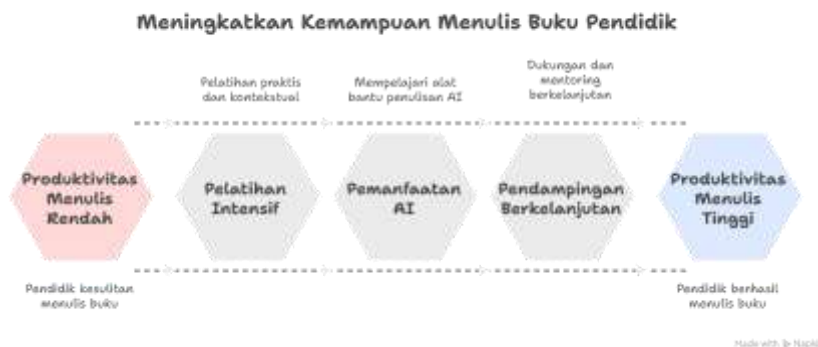 Meningkatkan Kemampuan Menulis Buku Pendidik
Pelatihan praktis
dan kontekstual
Mempelajari alat
bantu penulisan AI
Dukungan dan
mentoring
berkelanjutan
Produktivitas
Menulis
Rendah
Pelatihan
Intensif
Pemanfaatan
AI
Pendampingan
Berkelanjutan
Produktivitas
Menulis
Tinggi
Pendidik kesulitan
menulis buku
Pendidik berhasil
menulis buku
Made with Napkin